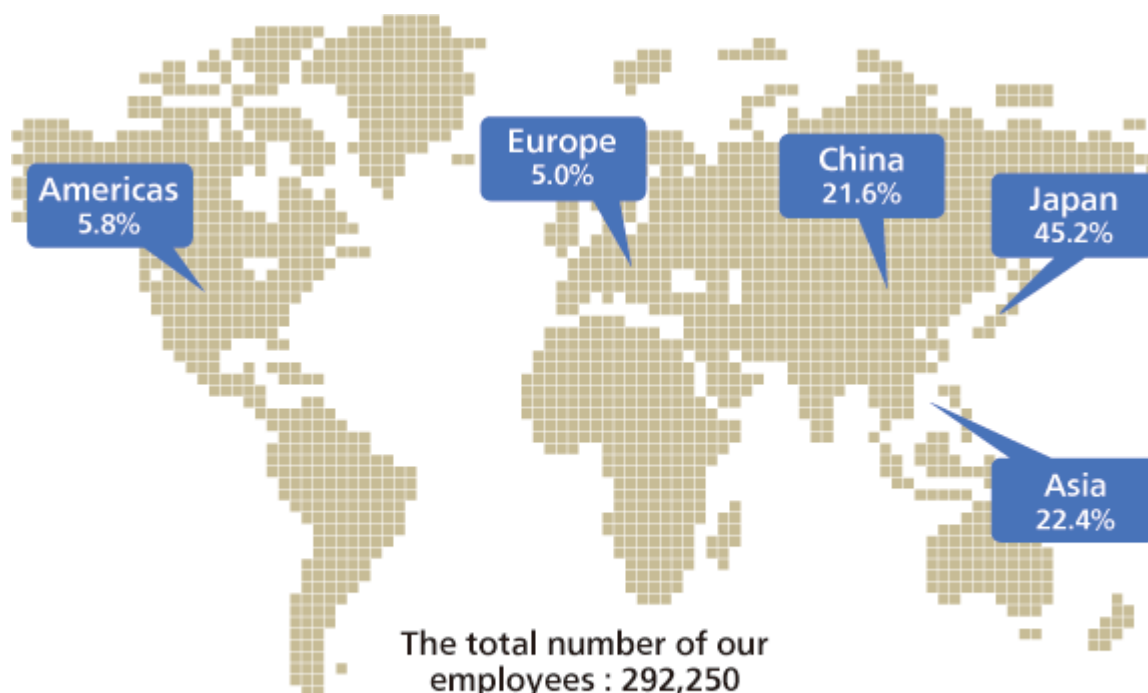 Americas
5.8%
Europe
5.0%
China
21.6%
Japan
45.2%
Asia
22.4%
The total number of our
employees : 292,250